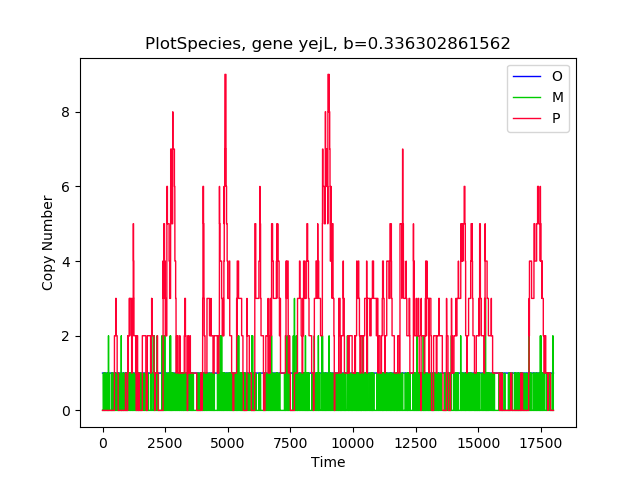 PlotSpecies, gene yejL, b=0.336302861562
O
M
P
Copy Number
8
6
4
2
0
0 2500 5000 7500 10000 12500 15000 17500
Time